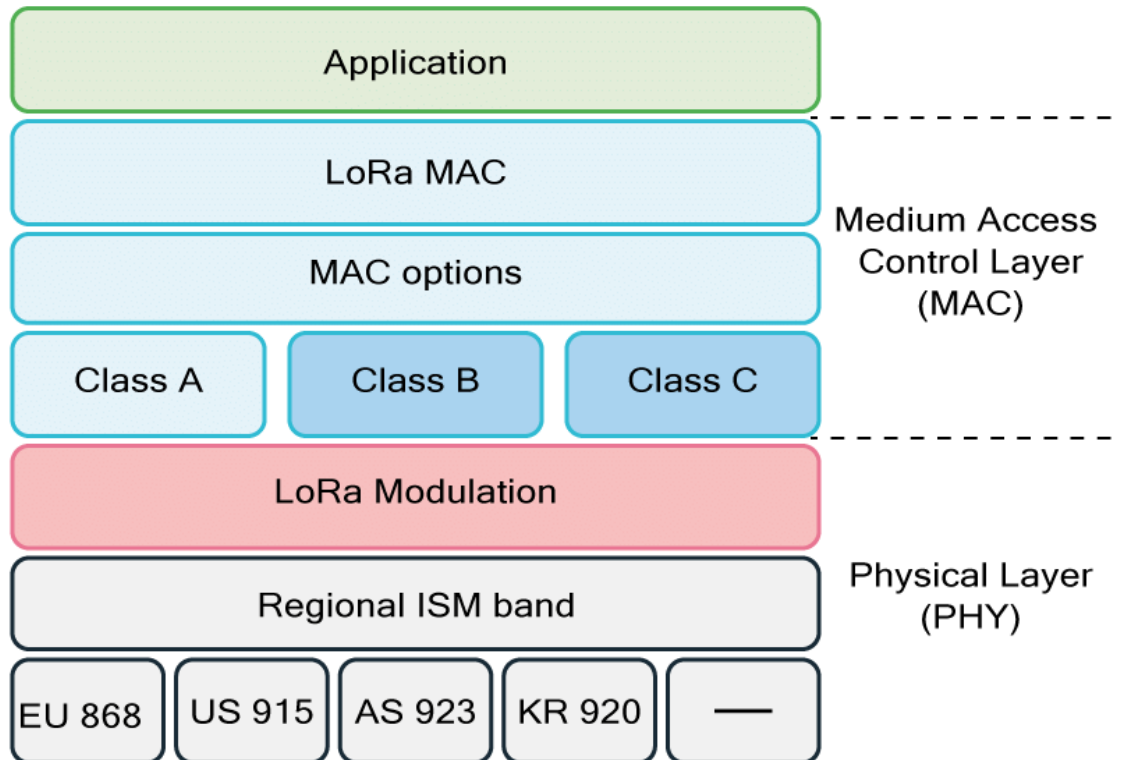 Application
LoRa MAC
MAC options
Class A
Class B
Class C
Medium Access
Control Layer
(MAC)
LoRa Modulation
Regional ISM band
EU 868
US 915
AS 923
KR 920
—
Physical Layer
(PHY)